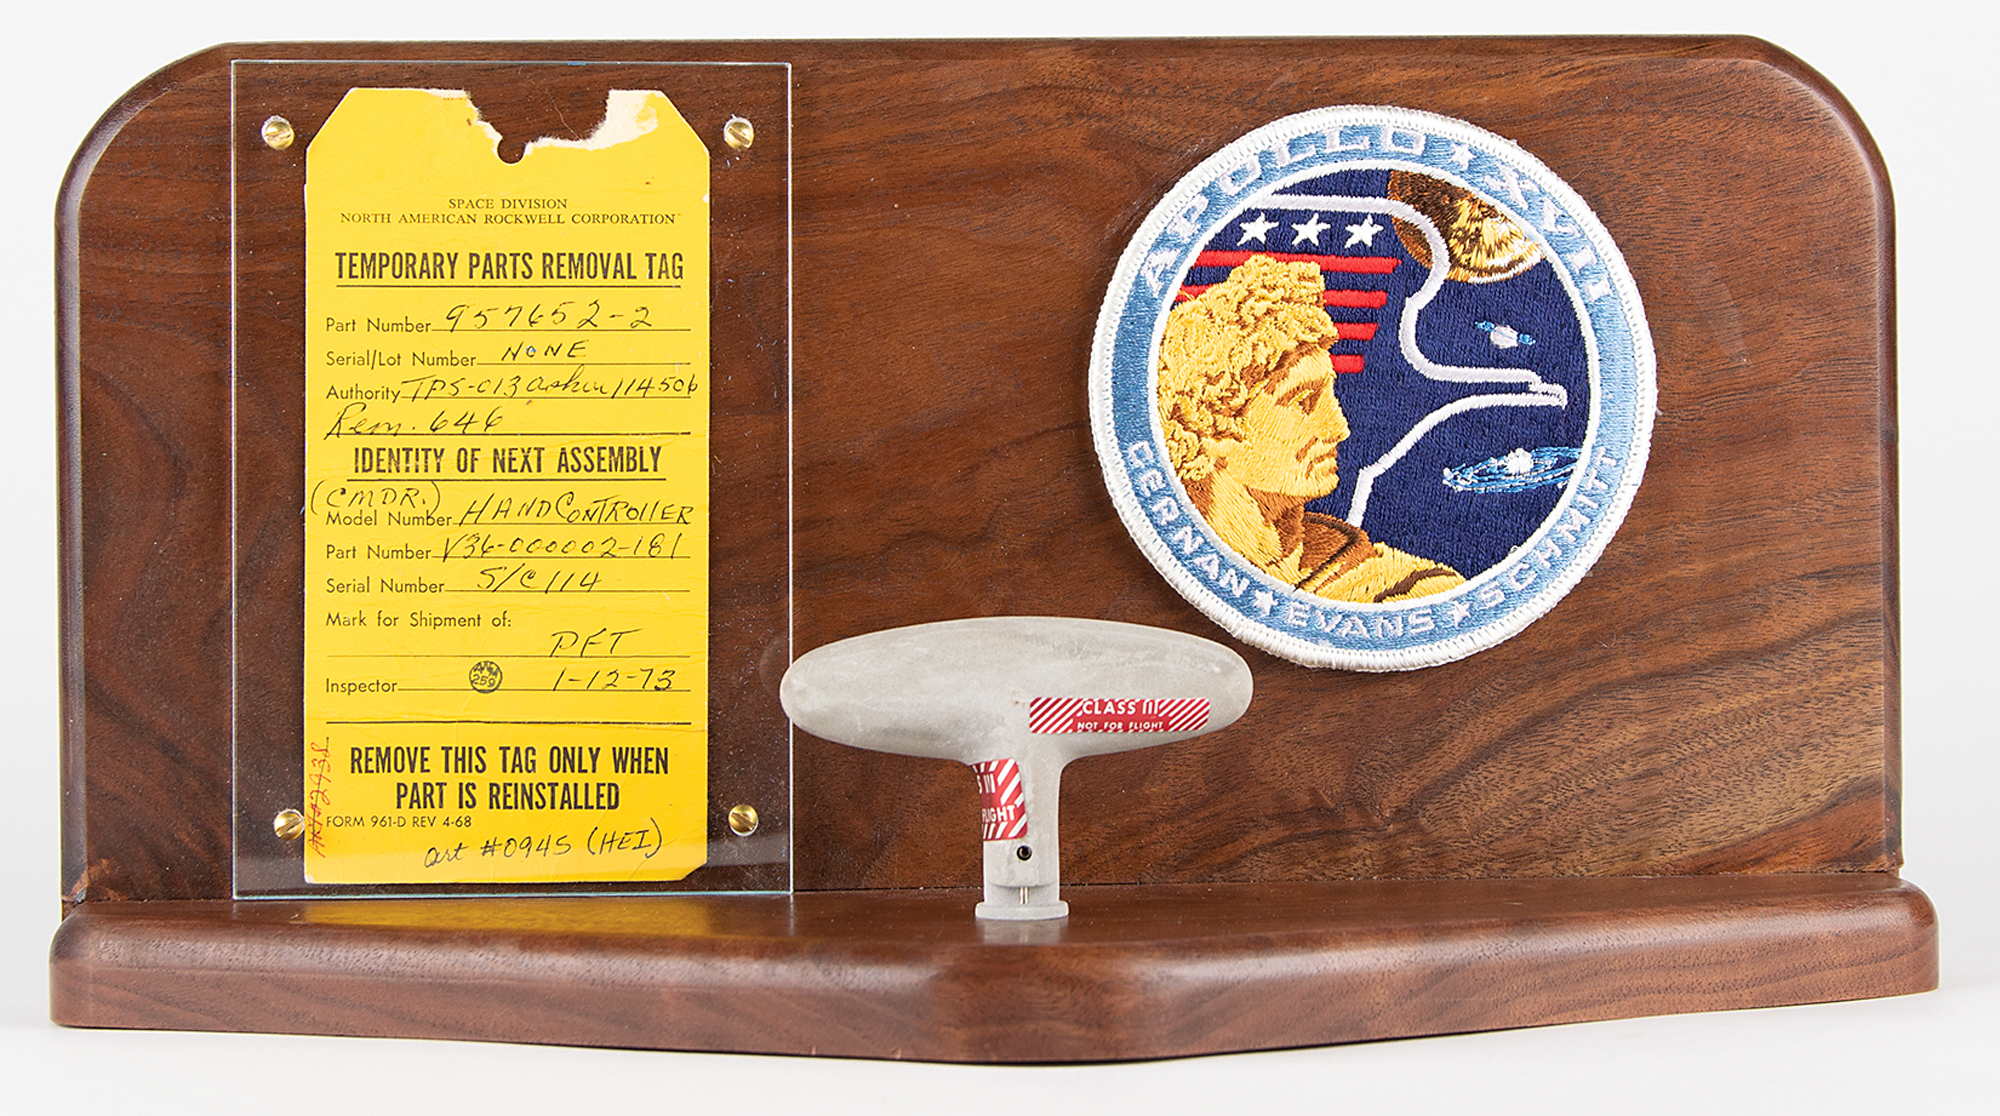 SPACE DIVISION
NORTH AMERICAN ROCKWELL CORPORATION
TEMPORARY PARTS REMOVAL TAG
Part Number 957652-2
Serial/Lot Number NONE
Authority TPS-013 114506
Rem. 646
IDENTITY OF NEXT ASSEMBLY
(CMDR.)
Model Number HAND CONTROllER
Part Number V36-000002-181
Serial Number S/C 114
Mark for Shipment of:
PFT
Inspector 259 1-12-73
REMOVE THIS TAG ONLY WHEN
PART IS REINSTALLED
FORM 961-D REV 4-68
art #0945 (HEI)
APOLLO XVII
CERNAN EVANS SCHMITT
CLASS III
NOT FOR FLIGHT
S III
FLIGHT